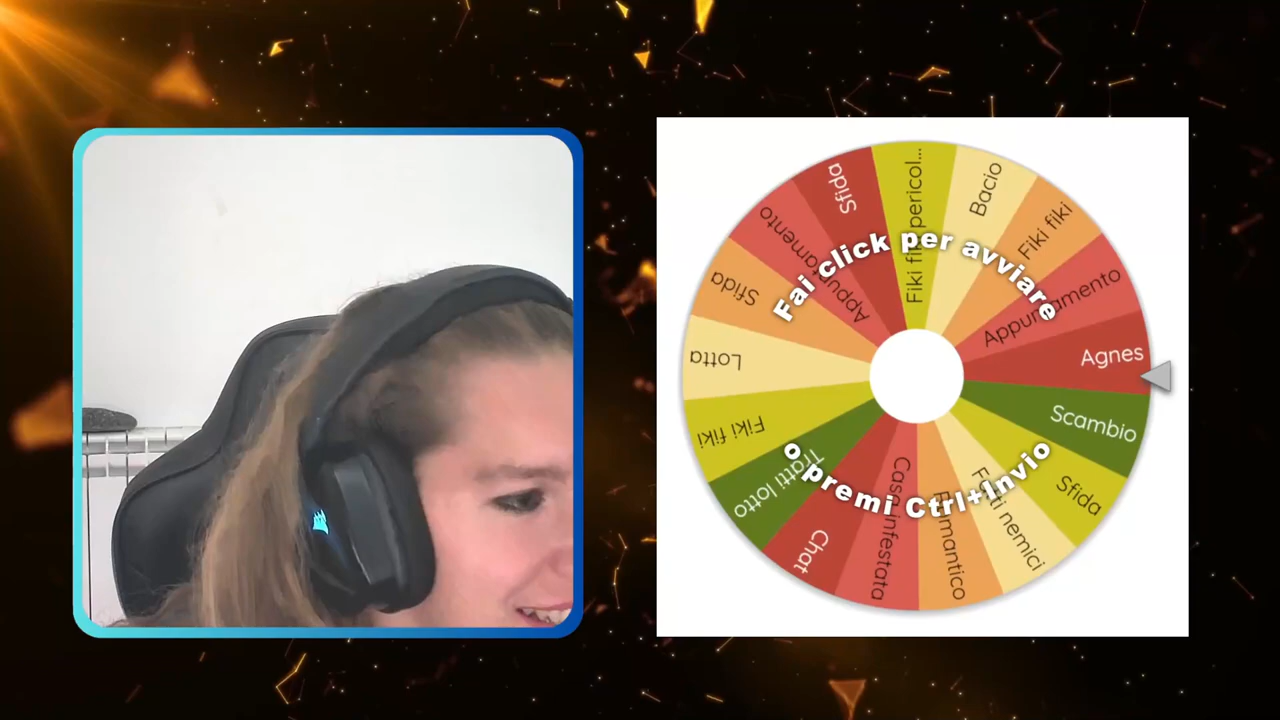 Fai click per avviare
o premi Ctrl+Invio
Fiki fiki pericol...
Bacio
Fiki fiki
Appuntamento
Agnes
Scambio
Sfida
Fatti nemici
Romantico
Casa infestata
Chat
Tratti lotto
Fiki fiki
Lotta
Sfida
Appuntamento
Sfida